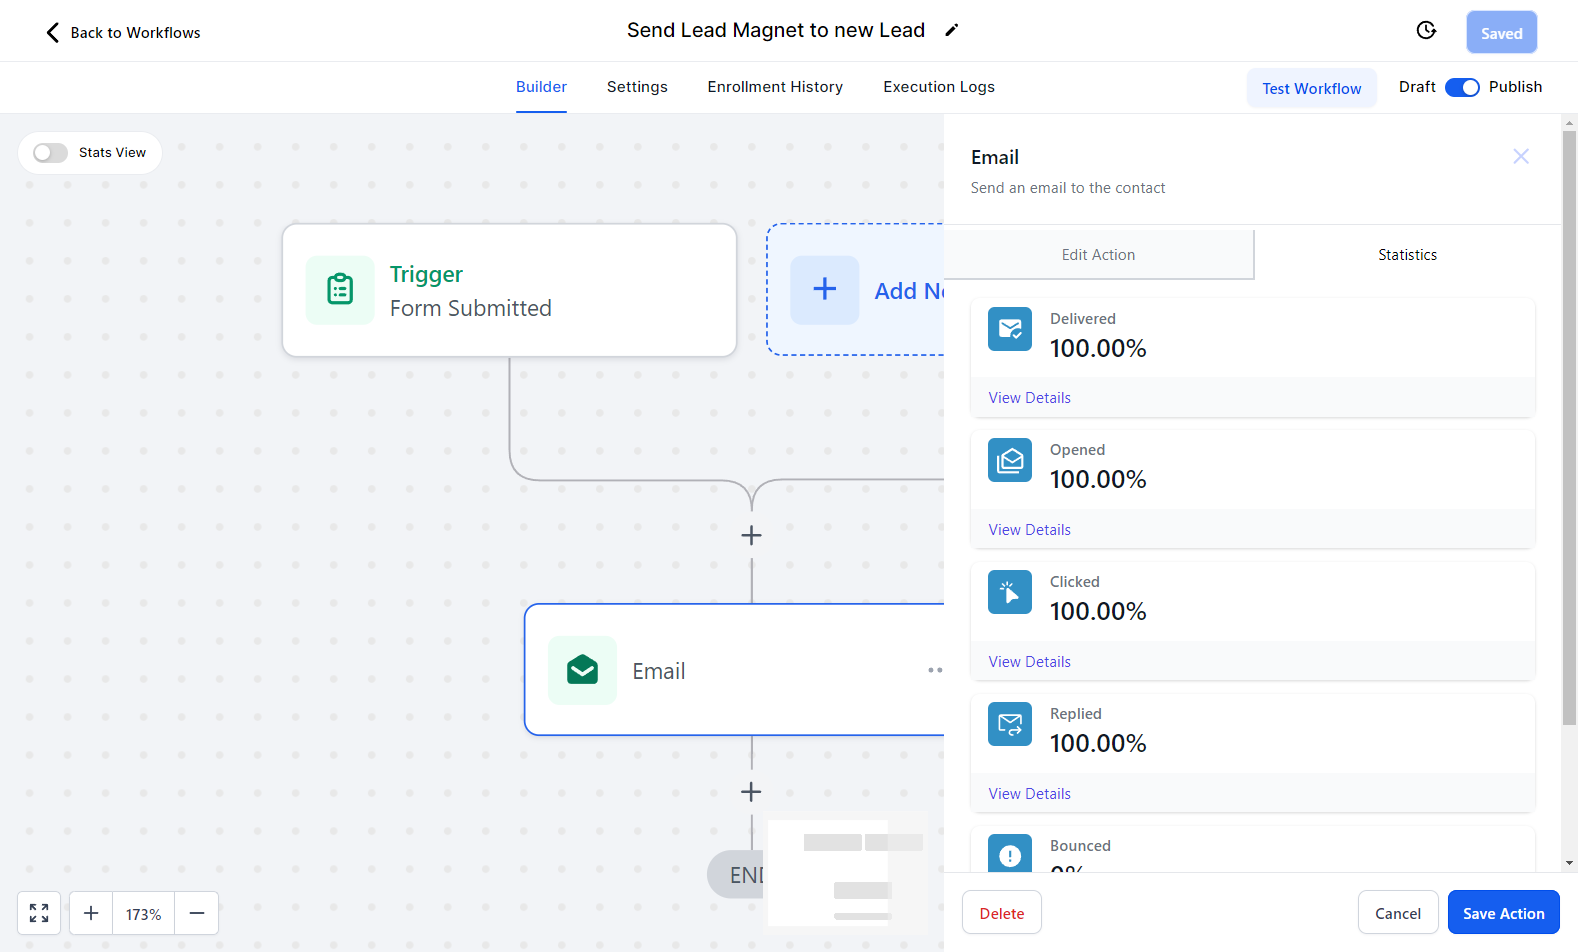 Back to Workflows
Send Lead Magnet to new Lead
Saved
Builder
Settings
Enrollment History
Execution Logs
Test Workflow
Draft
Publish
Stats View
Trigger
Form Submitted
Add
Email
END
173%
Email
Send an email to the contact
Edit Action
Statistics
Delivered
100.00%
View Details
Opened
100.00%
View Details
Clicked
100.00%
View Details
Replied
100.00%
View Details
Bounced
0%
Delete
Cancel
Save Action